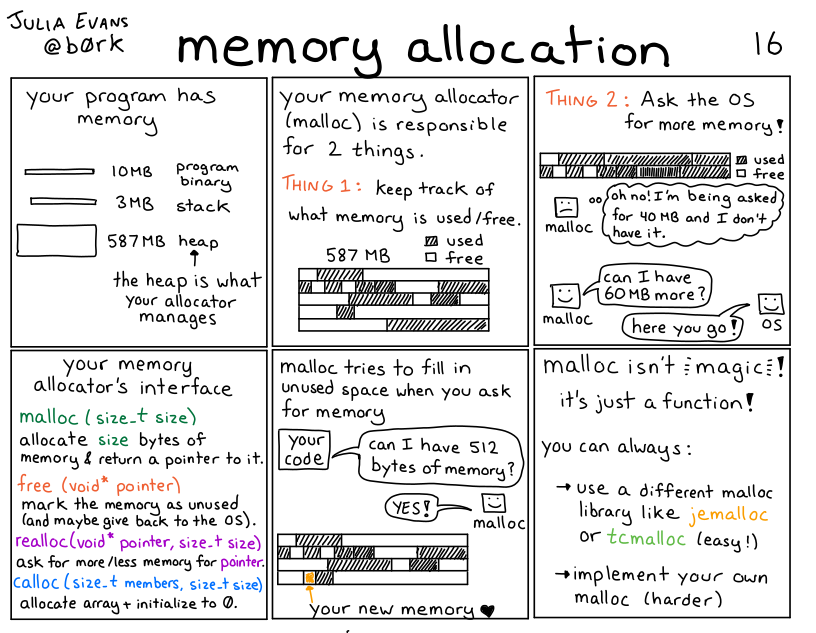 JULIA EVANS
@bØrk
memory allocation
16
your program has
memory
10MB program
binary
3MB stack
587MB heap
the heap is what
your allocator
manages
your memory allocator
(malloc) is responsible
for 2 things.
THING 1: keep track of
what memory is used/free.
587 MB
used
free
THING 2: Ask the OS
for more memory!
used
free
oh no! I'm being asked
for 40 MB and I don't
have it.
malloc
can I have
60 MB more?
malloc
here you go!
OS
your memory
allocator's interface
malloc (size_t size)
allocate size bytes of
memory & return a pointer to it.
free (void* pointer)
mark the memory as unused
(and maybe give back to the OS).
realloc(void* pointer, size_t size)
ask for more/less memory for pointer.
calloc (size_t members, size_t size)
allocate array + initialize to 0.
malloc tries to fill in
unused space when you ask
for memory
your
code
can I have 512
bytes of memory?
YES!
malloc
your new memory ♥
malloc isn't magic!
it's just a function!
you can always:
→ use a different malloc
library like jemalloc
or tcmalloc (easy!)
→ implement your own
malloc (harder)